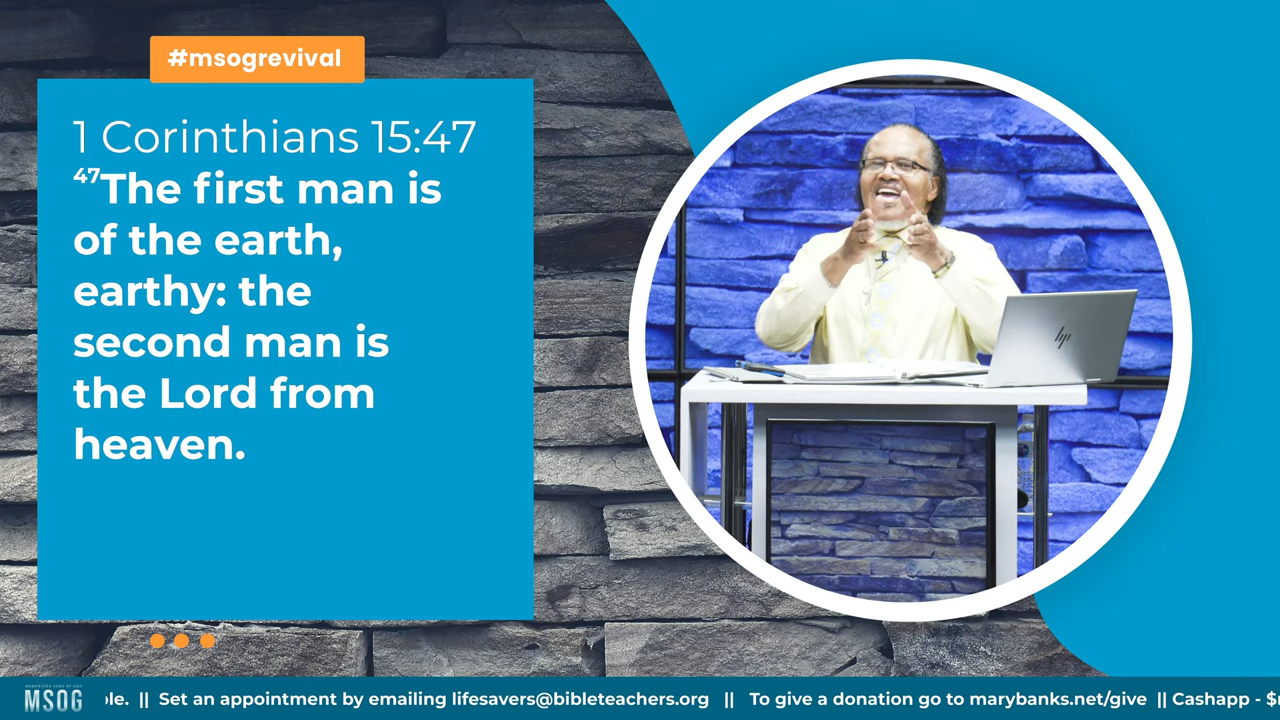 #msogrevival
1 Corinthians 15:47
47The first man is
of the earth,
earthy: the
second man is
the Lord from
heaven.
hp
MSOG
ple. || Set an appointment by emailing lifesavers@bibleteachers.org || To give a donation go to marybanks.net/give || Cashapp - $